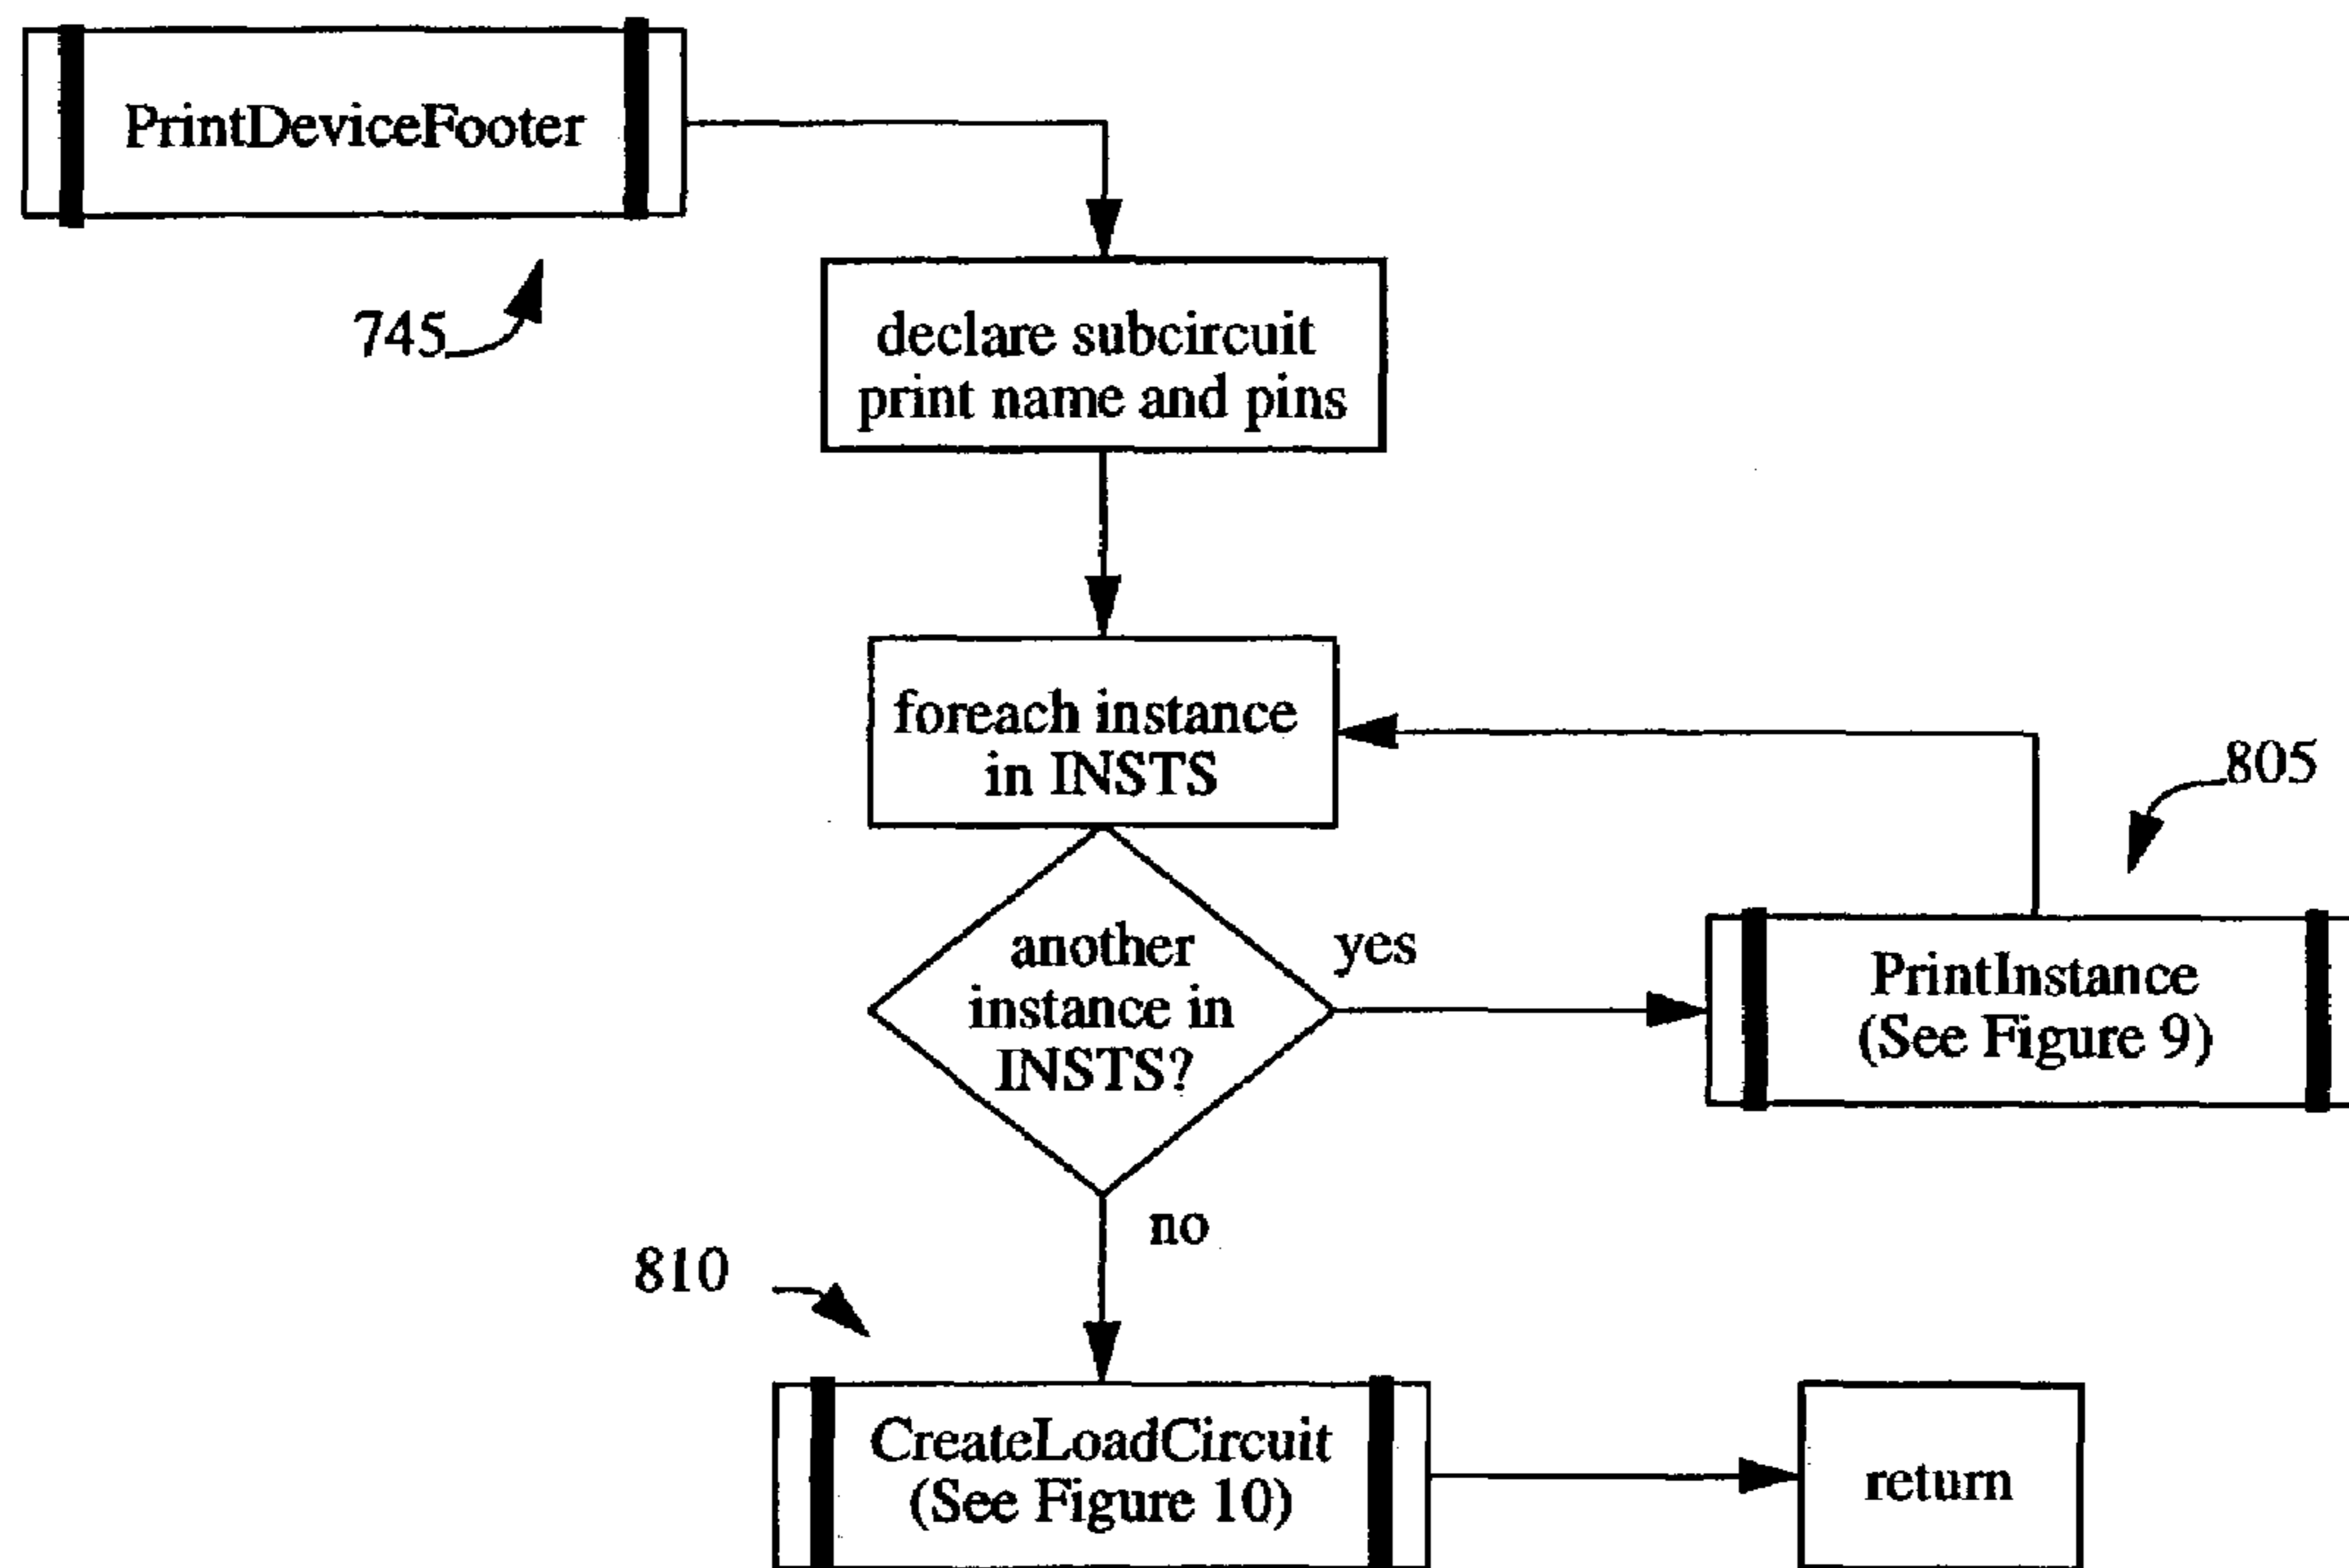 PrintDeviceFooter
745
declare subcircuit
print name and pins
foreach instance
in INSTS
805
another
instance in
INSTS?
yes
PrintInstance
(See Figure 9)
no
810
CreateLoadCircuit
(See Figure 10)
return